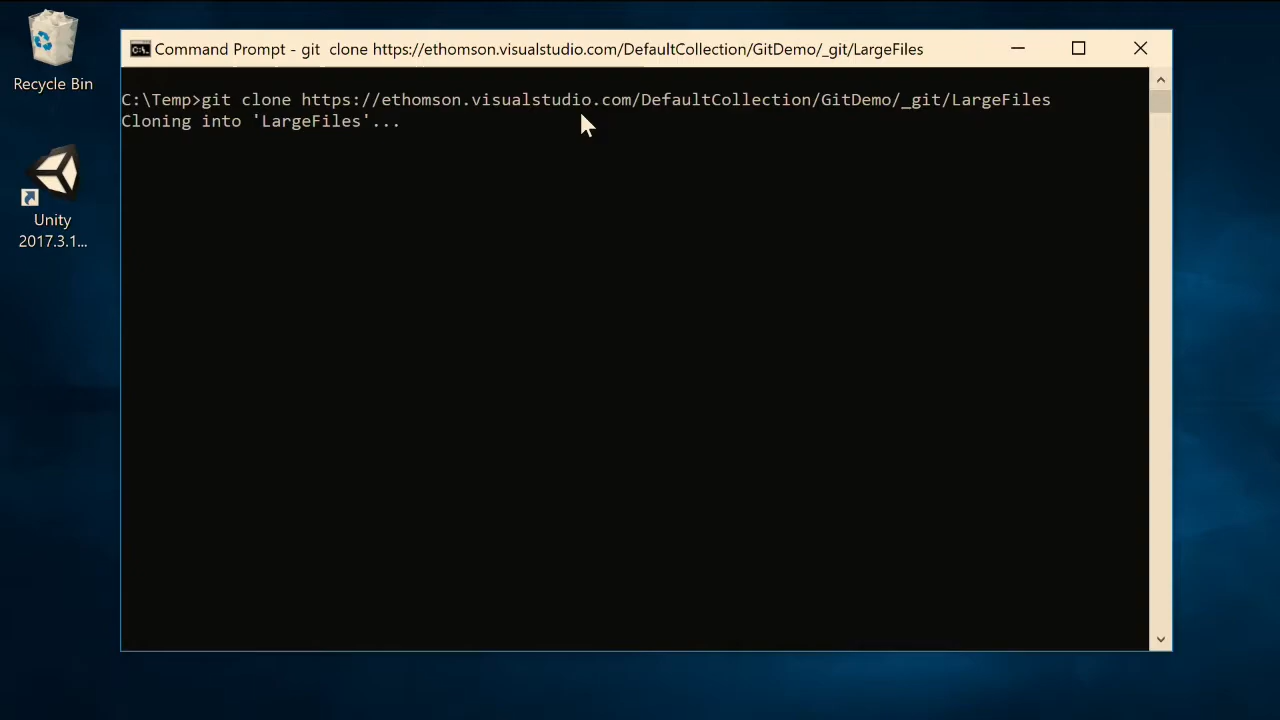 Recycle Bin
Unity
2017.3.1...
Command Prompt - git  clone https://ethomson.visualstudio.com/DefaultCollection/GitDemo/_git/LargeFiles
C:\Temp>git clone https://ethomson.visualstudio.com/DefaultCollection/GitDemo/_git/LargeFiles
Cloning into 'LargeFiles'...